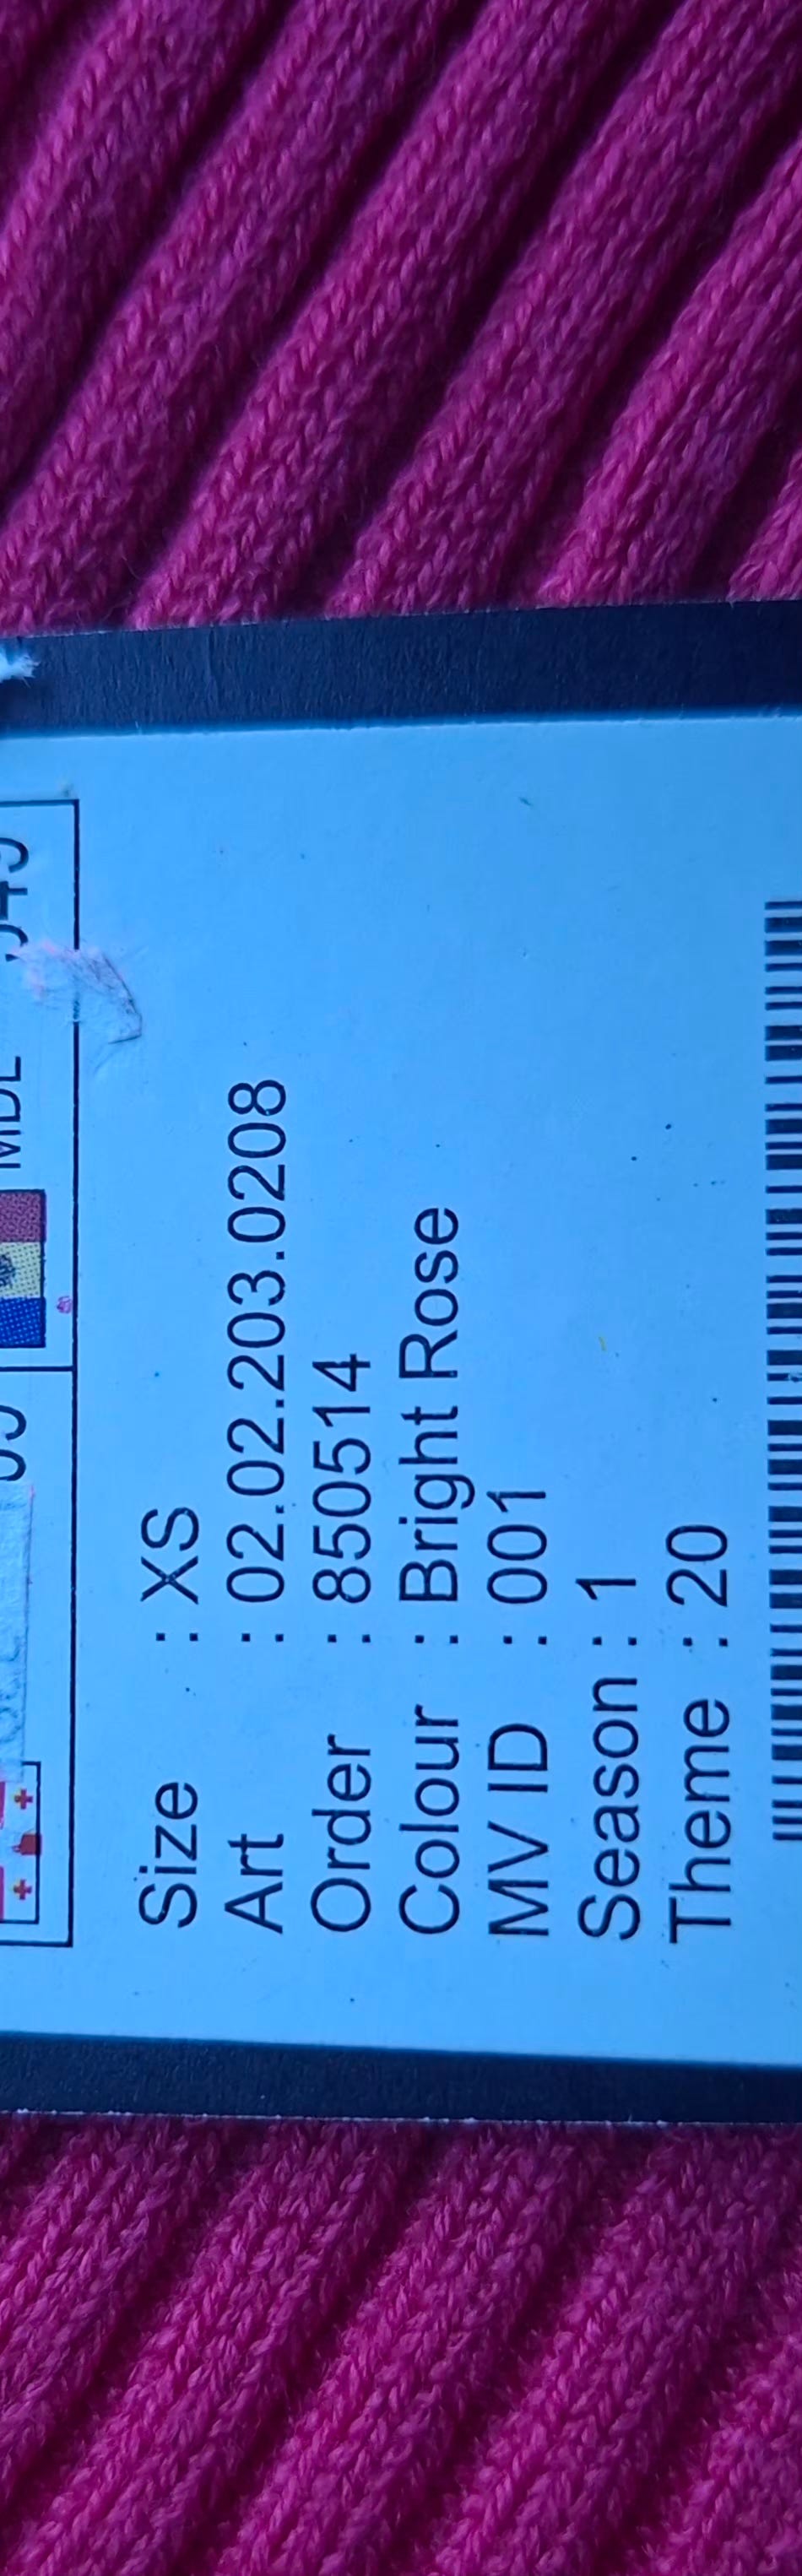 MDL
Size : XS
Art : 02.02.203.0208
Order : 850514
Colour : Bright Rose
MV ID : 001
Season : 1
Theme : 20